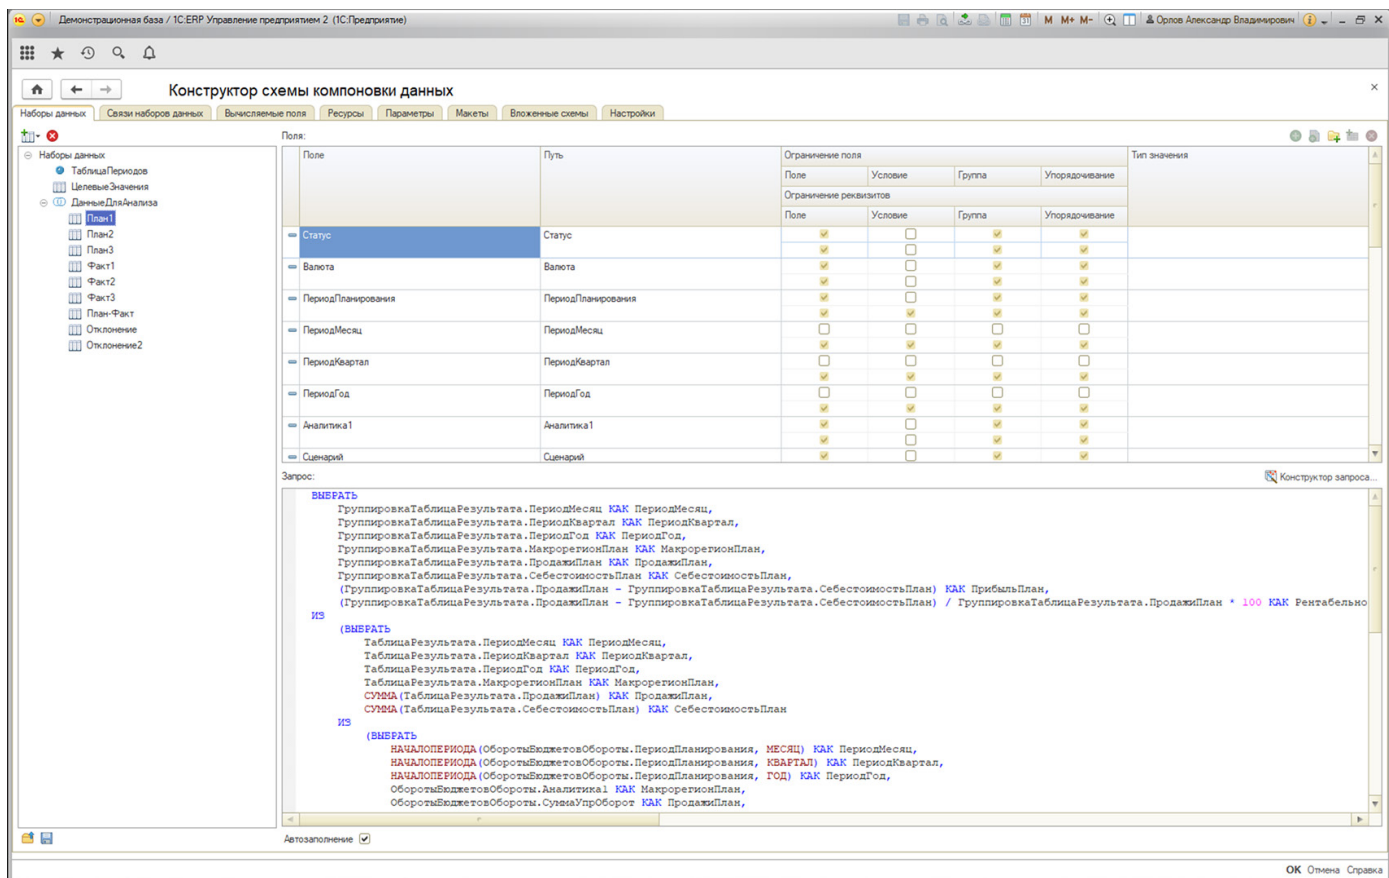 Демонстрационная база / 1С:ERP Управление предприятием 2 (1С:Предприятие)
M M+ M- Орлов Александр Владимирович
Конструктор схемы компоновки данных
Наборы данных Связи наборов данных Вычисляемые поля Ресурсы Параметры Макеты Вложенные схемы Настройки
Поля:
Наборы данных
ТаблицаПериодов
ЦелевыеЗначения
ДанныеДляАнализа
План1
План2
План3
Факт1
Факт2
Факт3
План-Факт
Отклонение
Отклонение2
Поле Путь Ограничение поля Тип значения
Поле Условие Группа Упорядочивание
Ограничение реквизитов
Поле Условие Группа Упорядочивание
Статус Статус
Валюта Валюта
ПериодПланирования ПериодПланирования
ПериодМесяц ПериодМесяц
ПериодКвартал ПериодКвартал
ПериодГод ПериодГод
Аналитика1 Аналитика1
Сценарий Сценарий
Запрос: Конструктор запроса...
ВЫБРАТЬ
ГруппировкаТаблицаРезультата.ПериодМесяц КАК ПериодМесяц,
ГруппировкаТаблицаРезультата.ПериодКвартал КАК ПериодКвартал,
ГруппировкаТаблицаРезультата.ПериодГод КАК ПериодГод,
ГруппировкаТаблицаРезультата.МакрорегионПлан КАК МакрорегионПлан,
ГруппировкаТаблицаРезультата.ПродажиПлан КАК ПродажиПлан,
ГруппировкаТаблицаРезультата.СебестоимостьПлан КАК СебестоимостьПлан,
(ГруппировкаТаблицаРезультата.ПродажиПлан - ГруппировкаТаблицаРезультата.СебестоимостьПлан) КАК ПрибыльПлан,
(ГруппировкаТаблицаРезультата.ПродажиПлан - ГруппировкаТаблицаРезультата.СебестоимостьПлан) / ГруппировкаТаблицаРезультата.ПродажиПлан * 100 КАК Рентабельно
ИЗ
(ВЫБРАТЬ
ТаблицаРезультата.ПериодМесяц КАК ПериодМесяц,
ТаблицаРезультата.ПериодКвартал КАК ПериодКвартал,
ТаблицаРезультата.ПериодГод КАК ПериодГод,
ТаблицаРезультата.МакрорегионПлан КАК МакрорегионПлан,
СУММА(ТаблицаРезультата.ПродажиПлан) КАК ПродажиПлан,
СУММА(ТаблицаРезультата.СебестоимостьПлан) КАК СебестоимостьПлан
ИЗ
(ВЫБРАТЬ
НАЧАЛОПЕРИОДА(ОборотыБюджетовОбороты.ПериодПланирования, МЕСЯЦ) КАК ПериодМесяц,
НАЧАЛОПЕРИОДА(ОборотыБюджетовОбороты.ПериодПланирования, КВАРТАЛ) КАК ПериодКвартал,
НАЧАЛОПЕРИОДА(ОборотыБюджетовОбороты.ПериодПланирования, ГОД) КАК ПериодГод,
ОборотыБюджетовОбороты.Аналитика1 КАК МакрорегионПлан,
ОборотыБюджетовОбороты.СуммаУпрОборот КАК ПродажиПлан,
Автозаполнение
ОК Отмена Справка